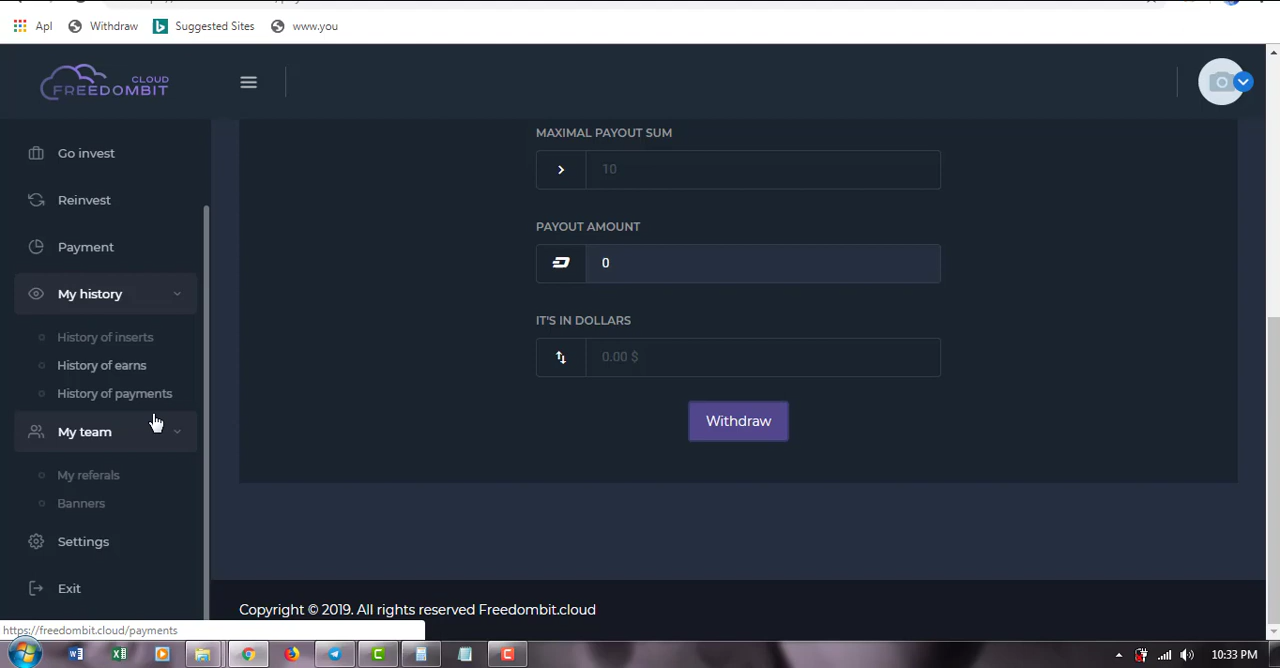 Apl
Withdraw
Suggested Sites
www.you
CLOUD
FREEDOMBIT
Go invest
Reinvest
Payment
My history
History of inserts
History of earns
History of payments
My team
My referals
Banners
Settings
Exit
MAXIMAL PAYOUT SUM
10
PAYOUT AMOUNT
0
IT'S IN DOLLARS
0.00 $
Withdraw
Copyright © 2019. All rights reserved Freedombit.cloud
https://freedombit.cloud/payments
10:33 PM